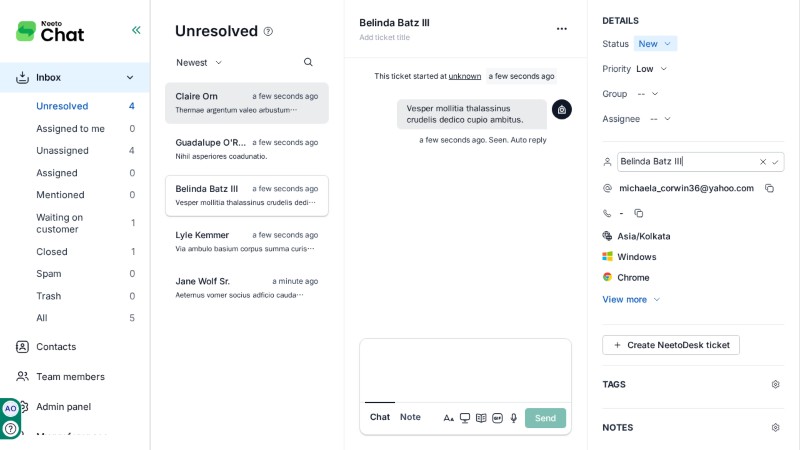 Neeto
Chat
Inbox
Unresolved 4
Assigned to me 0
Unassigned 4
Assigned 0
Mentioned 0
Waiting on
customer 1
Closed 1
Spam 0
Trash 0
All 5
Contacts
Team members
AO
Admin panel
Unresolved
Newest
Claire Orn a few seconds ago
Thermae argentum valeo arbustum···
Guadalupe O'R... a few seconds ago
Nihil asperiores coadunatio.
Belinda Batz III a few seconds ago
Vesper mollitia thalassinus crudelis dedi···
Lyle Kemmer a few seconds ago
Via ambulo basium corpus summa curis···
Jane Wolf Sr. a minute ago
Aeternus vomer socius adficio cauda···
Belinda Batz III
Add ticket title
This ticket started at unknown a few seconds ago
Vesper mollitia thalassinus
crudelis dedico cupio ambitus.
a few seconds ago. Seen. Auto reply
Chat Note
GIF
Send
DETAILS
Status New
Priority Low
Group --
Assignee --
Belinda Batz III
michaela_corwin36@yahoo.com
-
Asia/Kolkata
Windows
Chrome
View more
+ Create NeetoDesk ticket
TAGS
NOTES